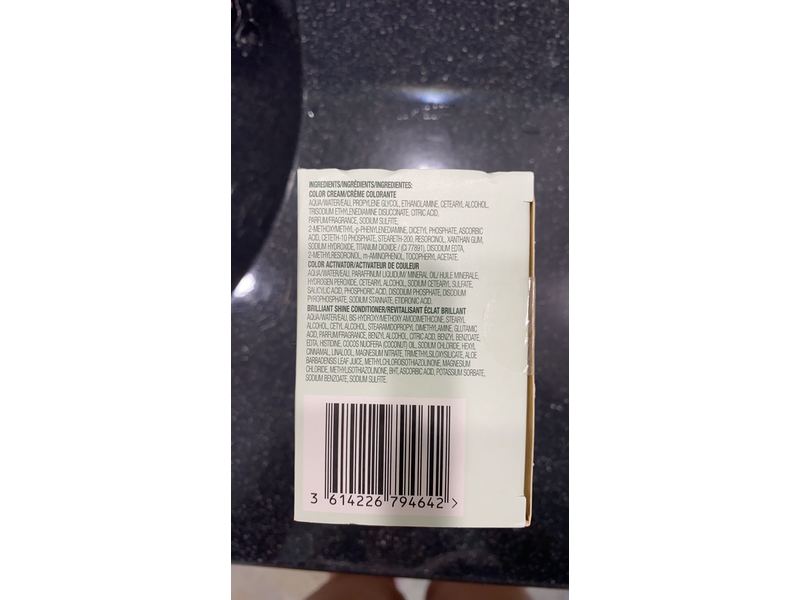 INGREDIENTS/INGRÉDIENTS/INGREDIENTES:
COLOR CREAM/CRÈME COLORANTE
AQUA/WATER/EAU, PROPYLENE GLYCOL, ETHANOLAMINE, CETEARYL ALCOHOL,
TRISODIUM ETHYLENEDIAMINE DISUCCINATE, CITRIC ACID,
PARFUM/FRAGRANCE, SODIUM SULFITE,
2-METHOXYMETHYL-p-PHENYLENEDIAMINE, DICETYL PHOSPHATE, ASCORBIC
ACID, CETETH-10 PHOSPHATE, STEARETH-200, RESORCINOL, XANTHAN GUM,
SODIUM HYDROXIDE, TITANIUM DIOXIDE / (CI 77891), DISODIUM EDTA,
2-METHYLRESORCINOL, m-AMINOPHENOL, TOCOPHERYL ACETATE.
COLOR ACTIVATOR/ACTIVATEUR DE COULEUR
AQUA/WATER/EAU, PARAFFINUM LIQUIDUM/ MINERAL OIL/ HUILE MINERALE,
HYDROGEN PEROXIDE, CETEARYL ALCOHOL, SODIUM CETEARYL SULFATE,
SALICYLIC ACID, PHOSPHORIC ACID, DISODIUM PHOSPHATE, DISODIUM
PYROPHOSPHATE, SODIUM STANNATE, ETIDRONIC ACID.
BRILLIANT SHINE CONDITIONER/REVITALISANT ÉCLAT BRILLANT
AQUA/WATER/EAU, BIS-HYDROXY/METHOXY AMODIMETHICONE, STEARYL
ALCOHOL, CETYL ALCOHOL, STEARAMIDOPROPYL DIMETHYLAMINE, GLUTAMIC
ACID, PARFUM/FRAGRANCE, BENZYL ALCOHOL, CITRIC ACID, BENZYL BENZOATE,
EDTA, HISTIDINE, COCOS NUCIFERA (COCONUT) OIL, SODIUM CHLORIDE, HEXYL
CINNAMAL, LINALOOL, MAGNESIUM NITRATE, TRIMETHYLSILOXYSILICATE, ALOE
BARBADENSIS LEAF JUICE, METHYLCHLOROISOTHIAZOLINONE, MAGNESIUM
CHLORIDE, METHYLISOTHIAZOLINONE, BHT, ASCORBIC ACID, POTASSIUM SORBATE,
SODIUM BENZOATE, SODIUM SULFITE.
3 614226 794642 >